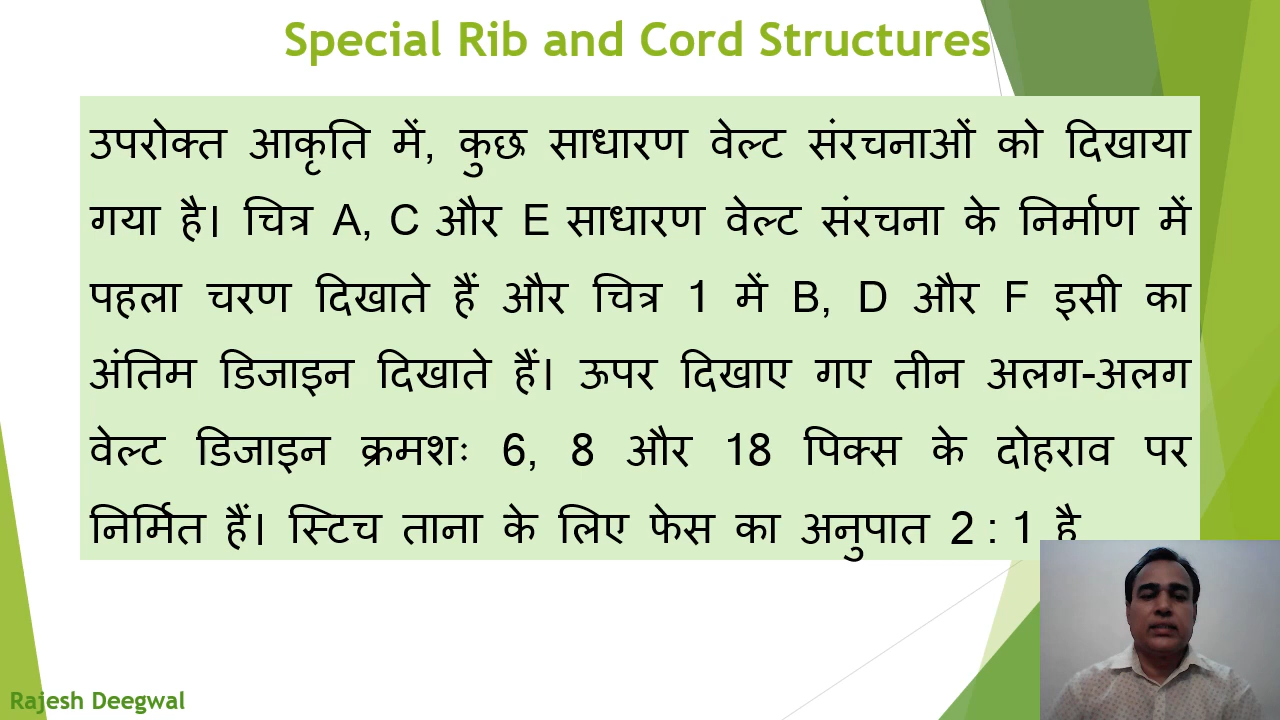 Special Rib and Cord Structures
उपरोक्त आकृति में, कुछ साधारण वेल्ट संरचनाओं को दिखाया
गया है। चित्र A, C और E साधारण वेल्ट संरचना के निर्माण में
पहला चरण दिखाते हैं और चित्र 1 में B, D और F इसी का
अंतिम डिजाइन दिखाते हैं। ऊपर दिखाए गए तीन अलग-अलग
वेल्ट डिजाइन क्रमशः 6, 8 और 18 पिक्स के दोहराव पर
निर्मित हैं। स्टिच ताना के लिए फेस का अनुपात 2 : 1 है
Rajesh Deegwal